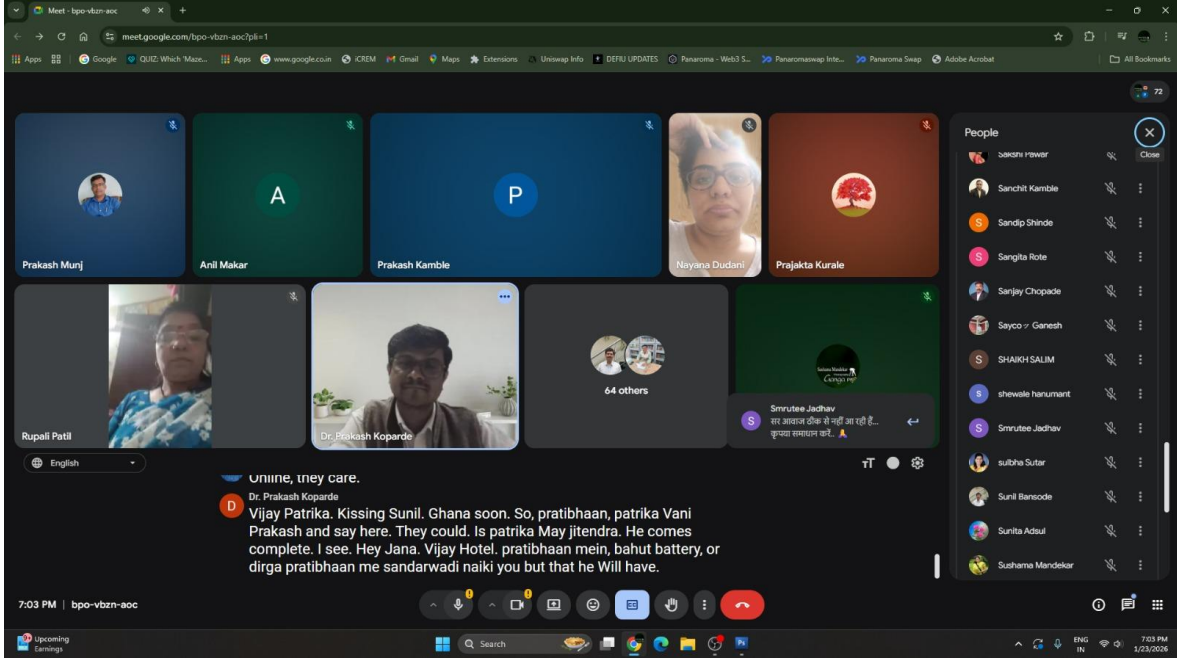 Meet - bpo-vbzn-aoc
meet.google.com/bpo-vbzn-aoc?pli=1
Apps
Google
QUIZ: Which 'Maze...
Apps
www.google.co.in
iCREM
Gmail
Maps
Extensions
Uniswap Info
DEFIU UPDATES
Panaroma - Web3 S...
Panaromaswap Inte...
Panaroma Swap
Adobe Acrobat
All Bookmarks
72
Prakash Munj
A
Anil Makar
P
Prakash Kamble
Nayana Dudani
Prajakta Kurale
Rupali Patil
Dr. Prakash Koparde
64 others
S
Smrutee Jadhav
सर आवाज ठीक से नहीं आ रही हैं...
कृपया समाधान करें..
People
Close
Sakshi Pawar
Sanchit Kamble
S Sandip Shinde
S Sangita Rote
Sanjay Chopade
Sayco Ganesh
S SHAIKH SALIM
s shewale hanumant
S Smrutee Jadhav
sulbha Sutar
Sunil Bansode
Sunita Adsul
Sushama Mandekar
English
Online, they care.
D Dr. Prakash Koparde
Vijay Patrika. Kissing Sunil. Ghana soon. So, pratibhaan, patrika Vani
Prakash and say here. They could. Is patrika May jitendra. He comes
complete. I see. Hey Jana. Vijay Hotel. pratibhaan mein, bahut battery, or
dirga pratibhaan me sandarwadi naiki you but that he Will have.
7:03 PM | bpo-vbzn-aoc
CC
Upcoming
Earnings
Search
Ps
ENG
IN
7:03 PM
1/23/2026